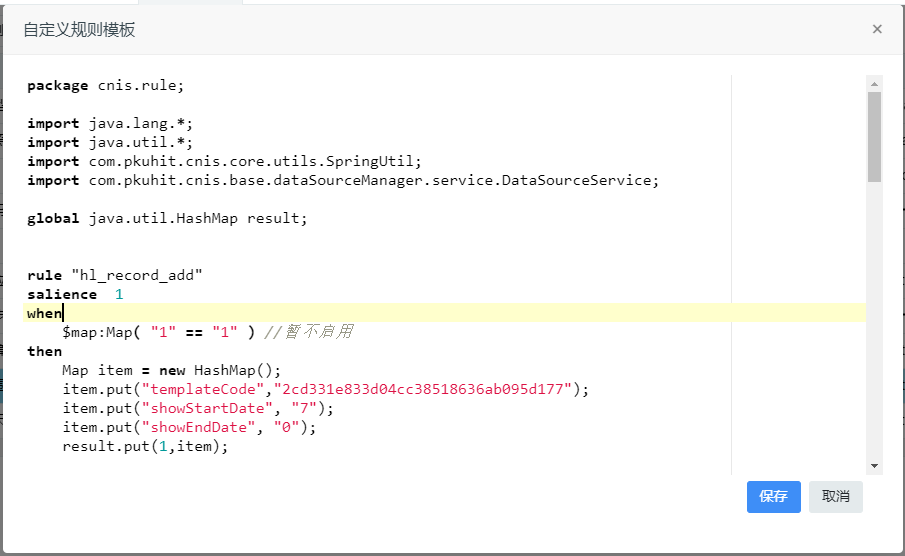 自定义规则模板
×
package cnis.rule;
import java.lang.*;
import java.util.*;
import com.pkuhit.cnis.core.utils.SpringUtil;
import com.pkuhit.cnis.base.dataSourceManager.service.DataSourceService;
global java.util.HashMap result;
rule "hl_record_add"
salience  1
when
    $map:Map( "1" == "1" ) //暂不启用
then
    Map item = new HashMap();
    item.put("templateCode","2cd331e833d04cc38518636ab095d177");
    item.put("showStartDate", "7");
    item.put("showEndDate", "0");
    result.put(1,item);
保存 取消